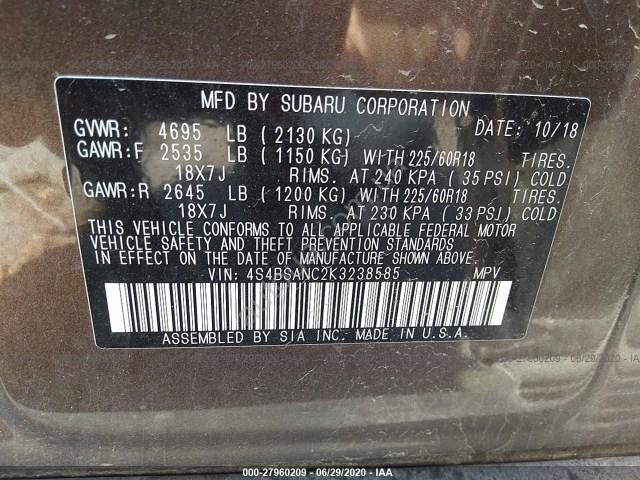 MFD BY SUBARU CORPORATION
GVWR: 4695 LB (2130 KG) DATE: 10/18
GAWR:F 2535 LB (1150 KG) WITH 225/60R18 TIRES.
18X7J RIMS. AT 240 KPA (35 PSI) COLD
GAWR:R 2645 LB (1200 KG) WITH 225/60R18 TIRES.
18X7J RIMS. AT 230 KPA (33 PSI) COLD
THIS VEHICLE CONFORMS TO ALL APPLICABLE FEDERAL MOTOR
VEHICLE SAFETY AND THEFT PREVENTION STANDARDS
IN EFFECT ON THE DATE OF MANUFACTURE SHOWN ABOVE.
VIN: 4S4BSANC2K3238585 MPV
ASSEMBLED BY SIA INC. MADE IN U.S.A.
000-27960209 - 06/29/2020 - IAA